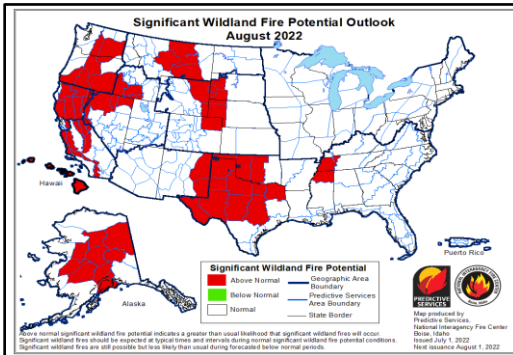 Significant Wildland Fire Potential Outlook
August 2022
Hawaii
Alaska
Puerto Rico
Significant Wildland Fire Potential
Above Normal
Below Normal
Normal
Geographic Area
Boundary
Predictive Services
Area Boundary
State Border
PREDICTIVE
SERVICES
Map produced by
Predictive Services,
National Interagency Fire Center
Boise, Idaho
Issued July 1, 2022
Next issuance August 1, 2022
Above normal significant wildland fire potential indicates a greater than usual likelihood that significant wildland fires will occur.
Significant wildland fires should be expected at typical times and intervals during normal significant wildland fire potential conditions.
Significant wildland fires are still possible but less likely than usual during forecasted below normal periods.